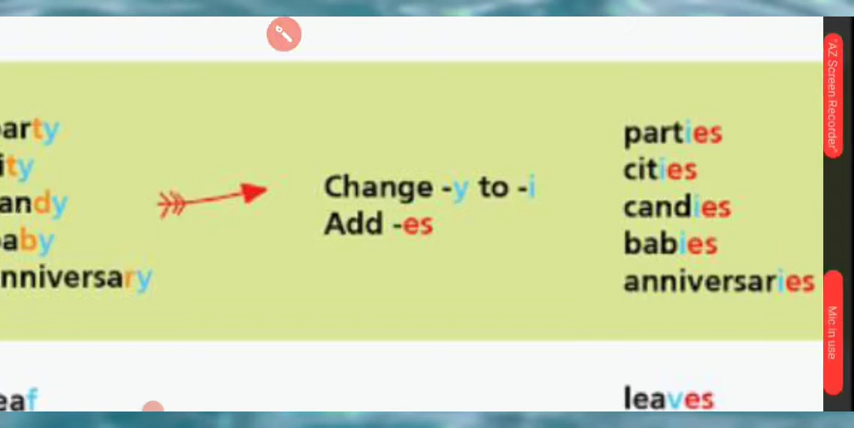 arty
ity
andy
aby
nniversary
Change -y to -i
Add -es
parties
cities
candies
babies
anniversaries
eaf
leaves
"AZ Screen Recorder"
Mic in use